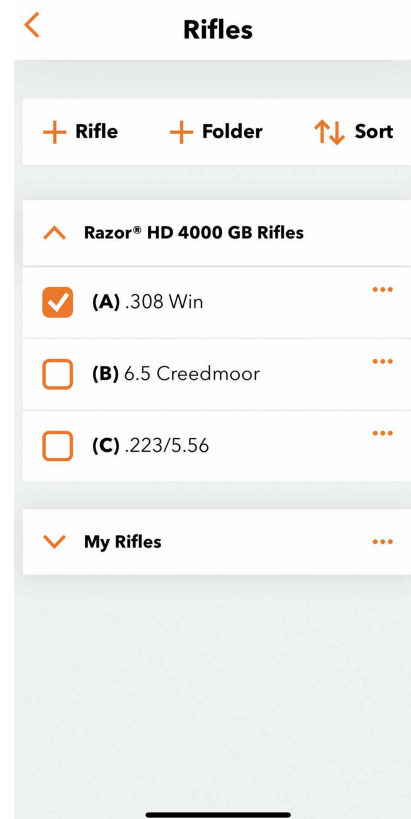 Rifles
Rifle Folder Sort
Razor® HD 4000 GB Rifles
(A) .308 Win
(B) 6.5 Creedmoor
(C) .223/5.56
My Rifles